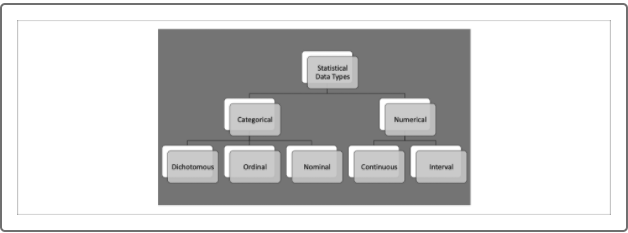 Statistical
Data Types
Categorical
Numerical
Dichotomous
Ordinal
Nominal
Continuous
Interval